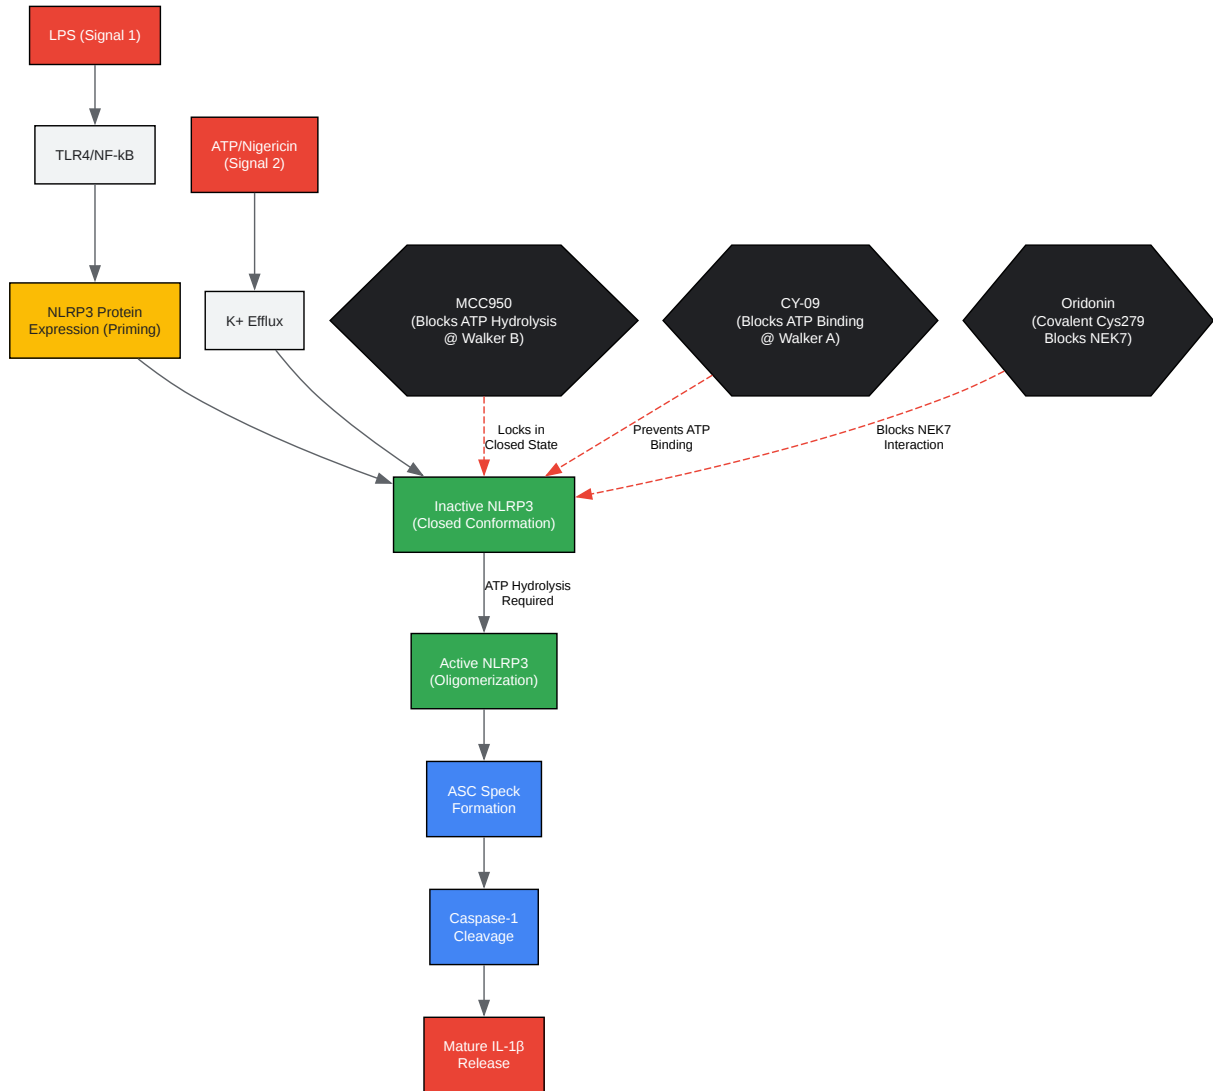 LPS (Signal 1)
TLR4/NF-kB
ATP/Nigericin
(Signal 2)
NLRP3 Protein
Expression (Priming)
K+ Efflux
MCC950
(Blocks ATP Hydrolysis
@ Walker B)
CY-09
(Blocks ATP Binding
@ Walker A)
Oridonin
(Covalent Cys279
Blocks NEK7)
Locks in
Closed State
Prevents ATP
Binding
Blocks NEK7
Interaction
Inactive NLRP3
(Closed Conformation)
ATP Hydrolysis
Required
Active NLRP3
(Oligomerization)
ASC Speck
Formation
Caspase-1
Cleavage
Mature IL-1β
Release